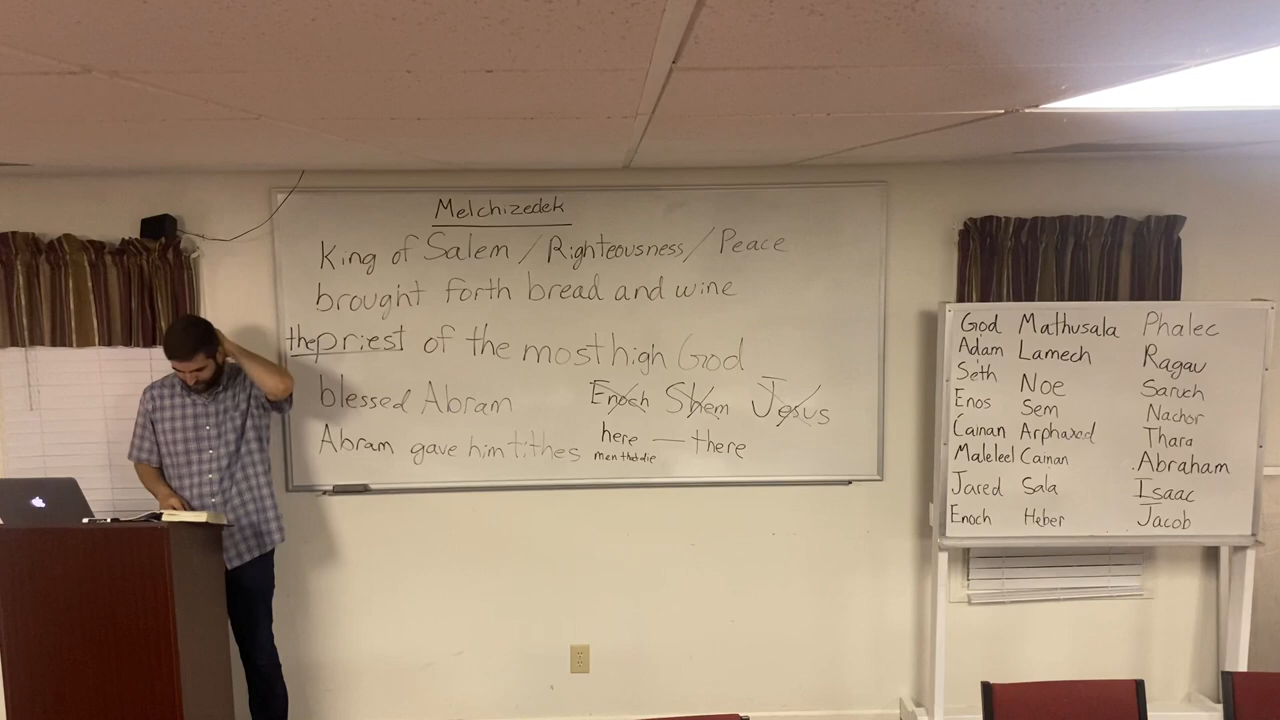 Melchizedek
King of Salem / Righteousness / Peace
brought forth bread and wine
the priest of the most high God
blessed Abram Enoch Shem Jesus
Abram gave him tithes here — there
men that die
God Mathusala Phalec
Adam Lamech Ragau
Seth Noe Saruch
Enos Sem Nachor
Cainan Arphaxad Thara
Maleleel Cainan Abraham
Jared Sala Isaac
Enoch Heber Jacob